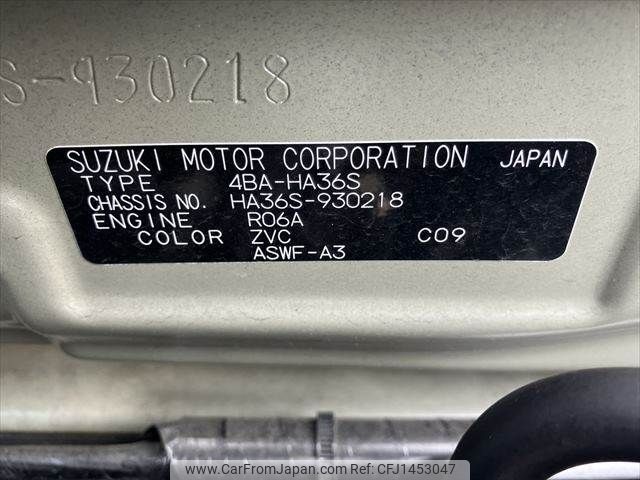 S-930218
SUZUKI MOTOR CORPORATION JAPAN
TYPE 4BA-HA36S
CHASSIS NO. HA36S-930218
ENGINE R06A
COLOR ZVC C09
ASWF-A3
www.CarFromJapan.com | © CarFromJapan - CFJ1453047